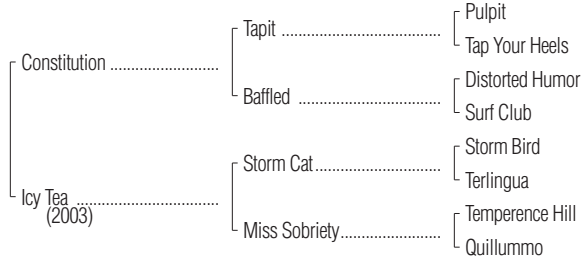 Pulpit
Tapit
Tap Your Heels
Constitution
Distorted Humor
Baffled
Surf Club
Storm Bird
Storm Cat
Terlingua
Icy Tea
(2003)
Temperence Hill
Miss Sobriety
Quillummo